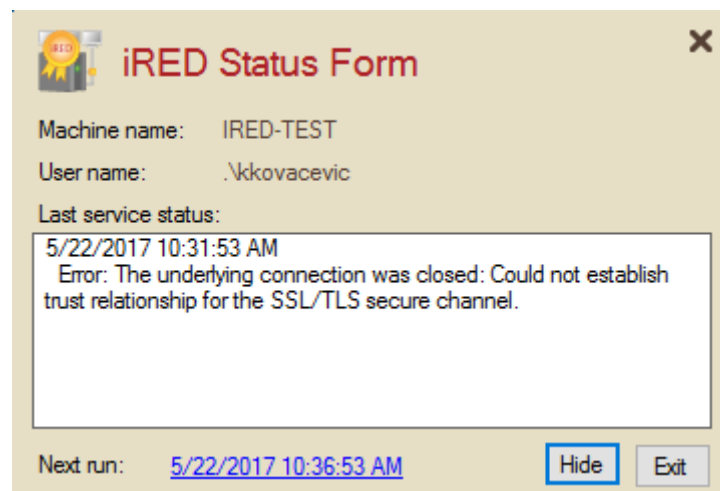 iRED
iRED Status Form
Machine name: IRED-TEST
User name: .\kkovacevic
Last service status:
5/22/2017 10:31:53 AM
Error: The underlying connection was closed: Could not establish
trust relationship for the SSL/TLS secure channel.
Next run: 5/22/2017 10:36:53 AM Hide Exit